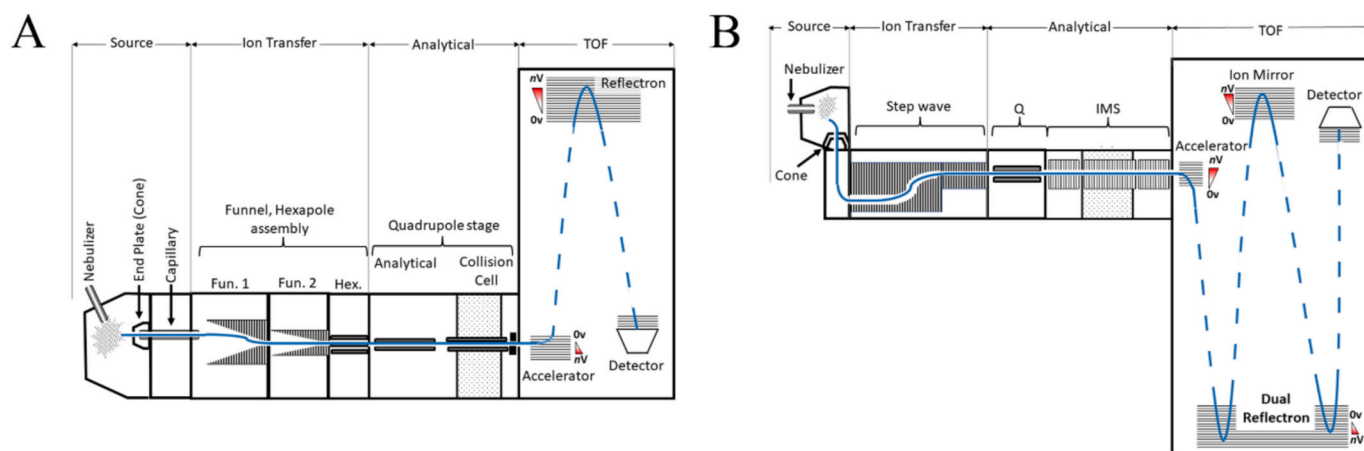 A
Source
Ion Transfer
Analytical
TOF
nV
0v
Reflectron
Funnel, Hexapole
assembly
Quadrupole stage
Analytical
Collision
Cell
Nebulizer
End Plate (Cone)
Capillary
Fun. 1
Fun. 2
Hex.
0v
nV
Accelerator
Detector
B
Source
Ion Transfer
Analytical
TOF
Nebulizer
Step wave
Q
IMS
Cone
nV
0v
Ion Mirror
Detector
Accelerator
nV
0v
Dual
Reflectron
0v
nV